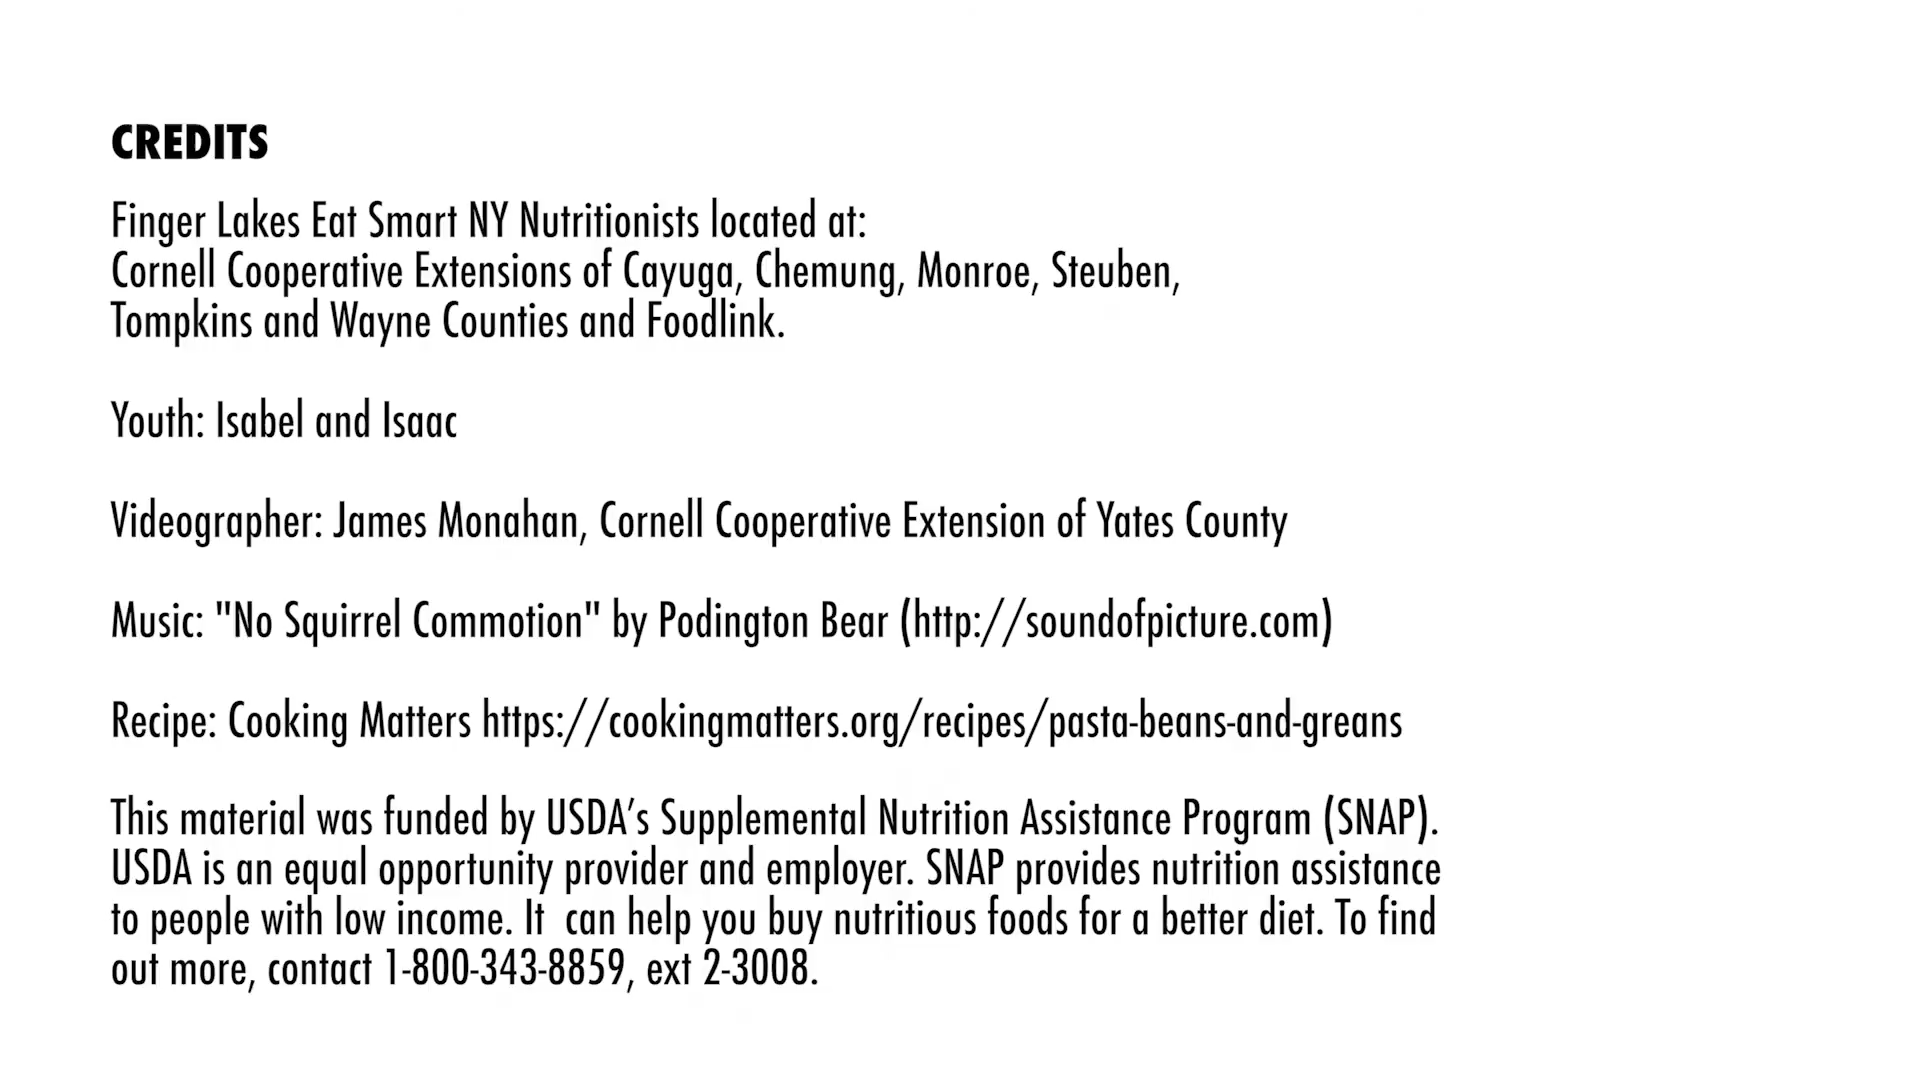 CREDITS
Finger Lakes Eat Smart NY Nutritionists located at:
Cornell Cooperative Extensions of Cayuga, Chemung, Monroe, Steuben,
Tompkins and Wayne Counties and Foodlink.
Youth: Isabel and Isaac
Videographer: James Monahan, Cornell Cooperative Extension of Yates County
Music: "No Squirrel Commotion" by Podington Bear (http://soundofpicture.com)
Recipe: Cooking Matters https://cookingmatters.org/recipes/pasta-beans-and-greans
This material was funded by USDA’s Supplemental Nutrition Assistance Program (SNAP).
USDA is an equal opportunity provider and employer. SNAP provides nutrition assistance
to people with low income. It  can help you buy nutritious foods for a better diet. To find
out more, contact 1-800-343-8859, ext 2-3008.